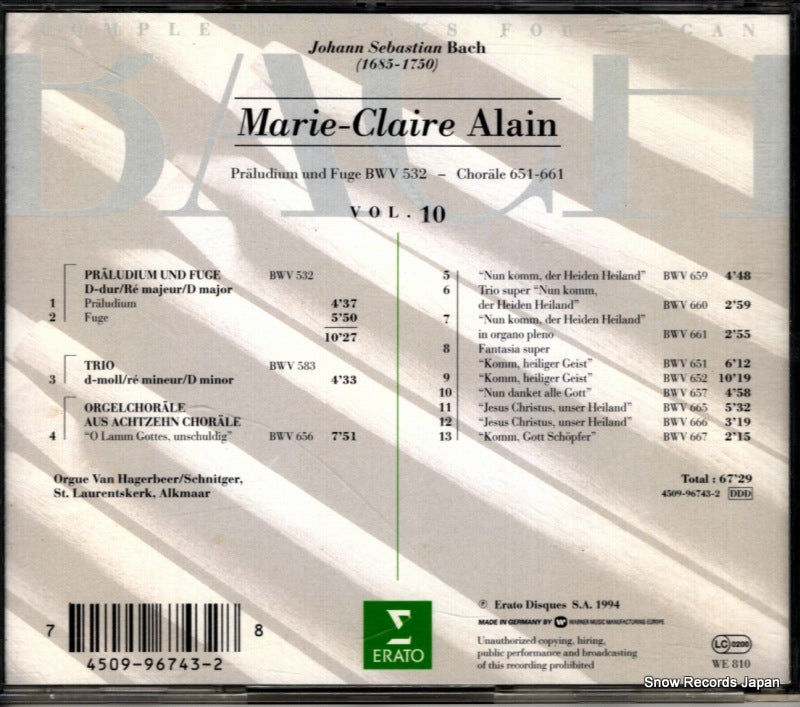 COMPLETE WORKS FOR ORGAN
BACH
Johann Sebastian Bach
(1685-1750)
Marie-Claire Alain
Präludium und Fuge BWV 532 – Choräle 651-661
VOL. 10
PRÄLUDIUM UND FUGE BWV 532
D-dur/Ré majeur/D major
1 Präludium 4'37
2 Fuge 5'50
10'27
TRIO BWV 583
3 d-moll/ré mineur/D minor 4'33
ORGELCHORÄLE
AUS ACHTZEHN CHORÄLE
4 "O Lamm Gottes, unschuldig" BWV 656 7'51
Orgue Van Hagerbeer/Schnitger,
St. Laurentskerk, Alkmaar
5 "Nun komm, der Heiden Heiland" BWV 659 4'48
6 Trio super "Nun komm,
der Heiden Heiland" BWV 660 2'59
7 "Nun komm, der Heiden Heiland"
in organo pleno BWV 661 2'55
8 Fantasia super
"Komm, heiliger Geist" BWV 651 6'12
9 "Komm, heiliger Geist" BWV 652 10'19
10 "Nun danket alle Gott" BWV 657 4'58
11 "Jesus Christus, unser Heiland" BWV 665 5'32
12 "Jesus Christus, unser Heiland" BWV 666 3'19
13 "Komm, Gott Schöpfer" BWV 667 2'15
Total : 67'29
4509-96743-2 DDD
7 8
4509-96743-2
ERATO
℗ Erato Disques S.A. 1994
MADE IN GERMANY BY WARNER MUSIC MANUFACTURING EUROPE
Unauthorized copying, hiring,
public performance and broadcasting
of this recording prohibited
LC 0200
WE 810
Snow Records Japan